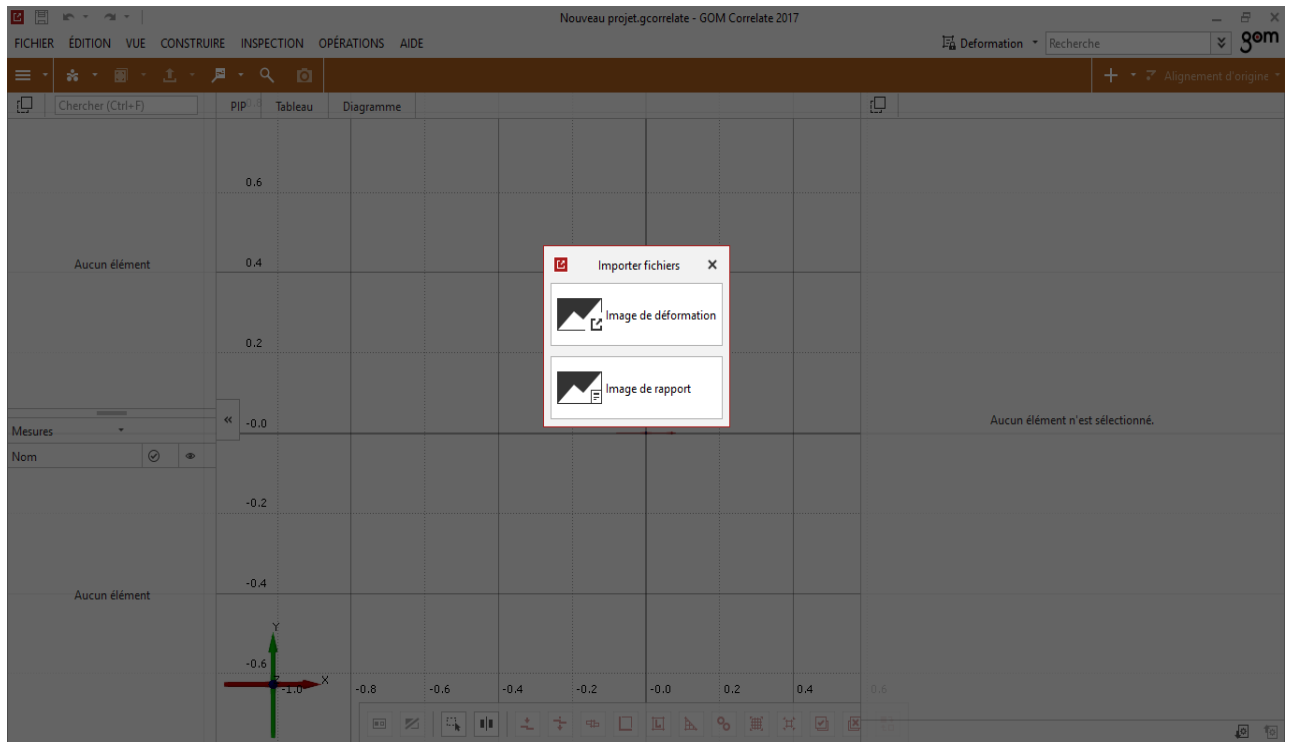 Nouveau projet.gcorrelate - GOM Correlate 2017
FICHIER ÉDITION VUE CONSTRUIRE INSPECTION OPÉRATIONS AIDE
Deformation
Recherche
gom
Alignement d'origine
Chercher (Ctrl+F)
PIP
Tableau
Diagramme
0.6
Aucun élément
0.4
Importer fichiers
Image de déformation
0.2
Image de rapport
Mesures
-0.0
Aucun élément n'est sélectionné.
Nom
-0.2
-0.4
Aucun élément
Y
-0.6
Z
X
-1.0 -0.8 -0.6 -0.4 -0.2 -0.0 0.2 0.4 0.6